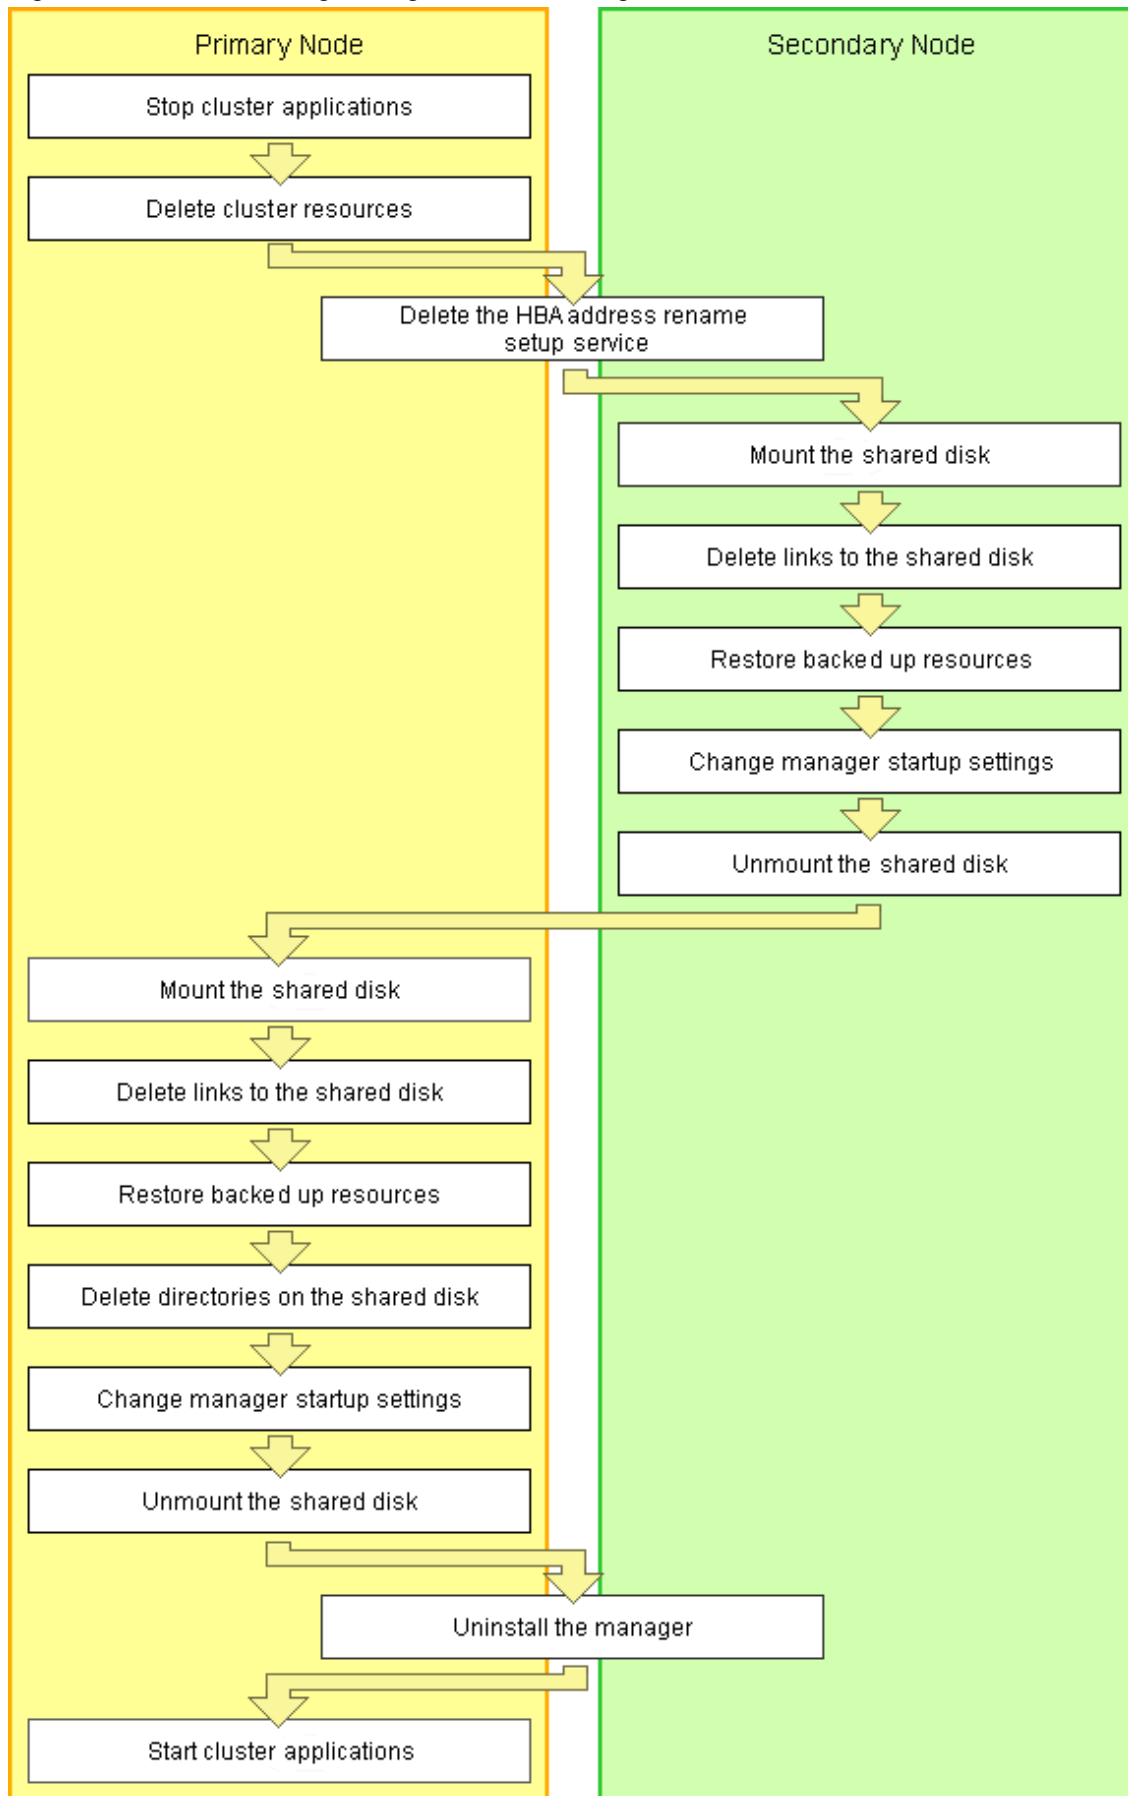 Primary Node
Secondary Node
Stop cluster applications
Delete cluster resources
Delete the HBA address rename
setup service
Mount the shared disk
Delete links to the shared disk
Restore backed up resources
Change manager startup settings
Unmount the shared disk
Mount the shared disk
Delete links to the shared disk
Restore backed up resources
Delete directories on the shared disk
Change manager startup settings
Unmount the shared disk
Uninstall the manager
Start cluster applications